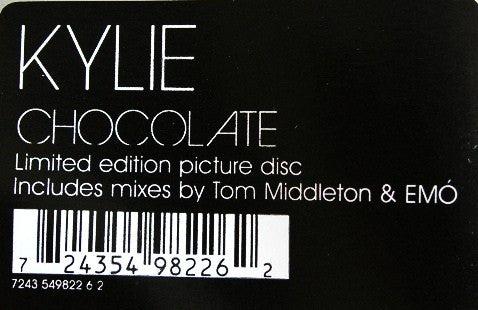 KYLIE
CHOCOLATE
Limited edition picture disc
Includes mixes by Tom Middleton & EMÓ
7 24354 98226 2
7243 549822 6 2